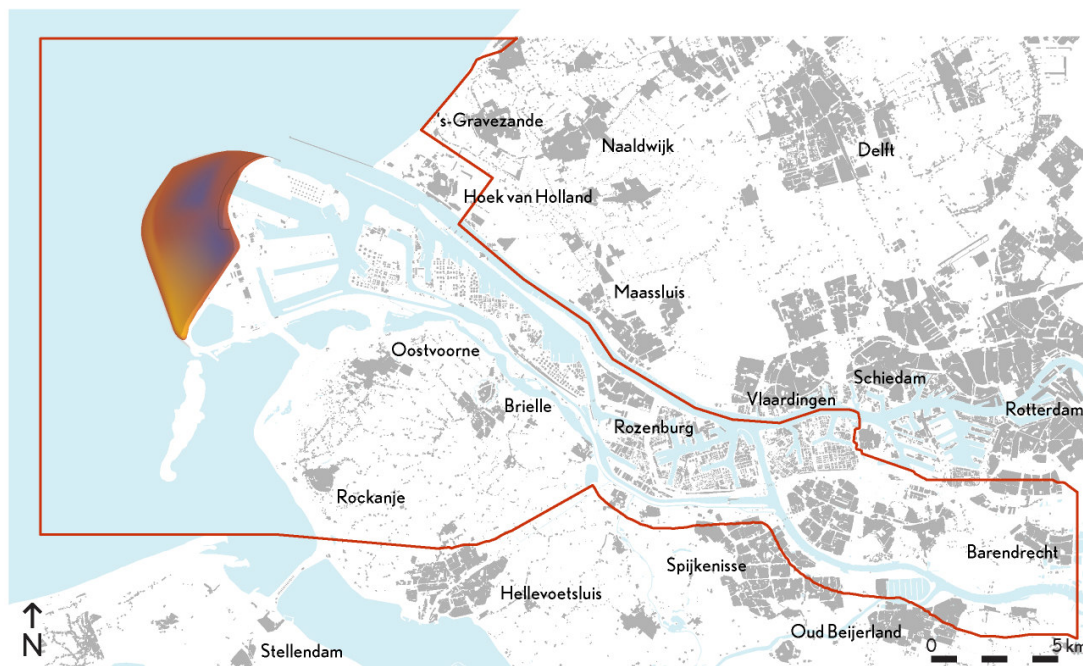 's-Gravezande
Naaldwijk
Delft
Hoek van Holland
Maassluis
Oostvoorne
Schiedam
Vlaardingen
Brielle
Rotterdam
Rozenburg
Rockanje
Barendrecht
Spijkenisse
Hellevoetsluis
N
Oud Beijerland
0 5 km
Stellendam